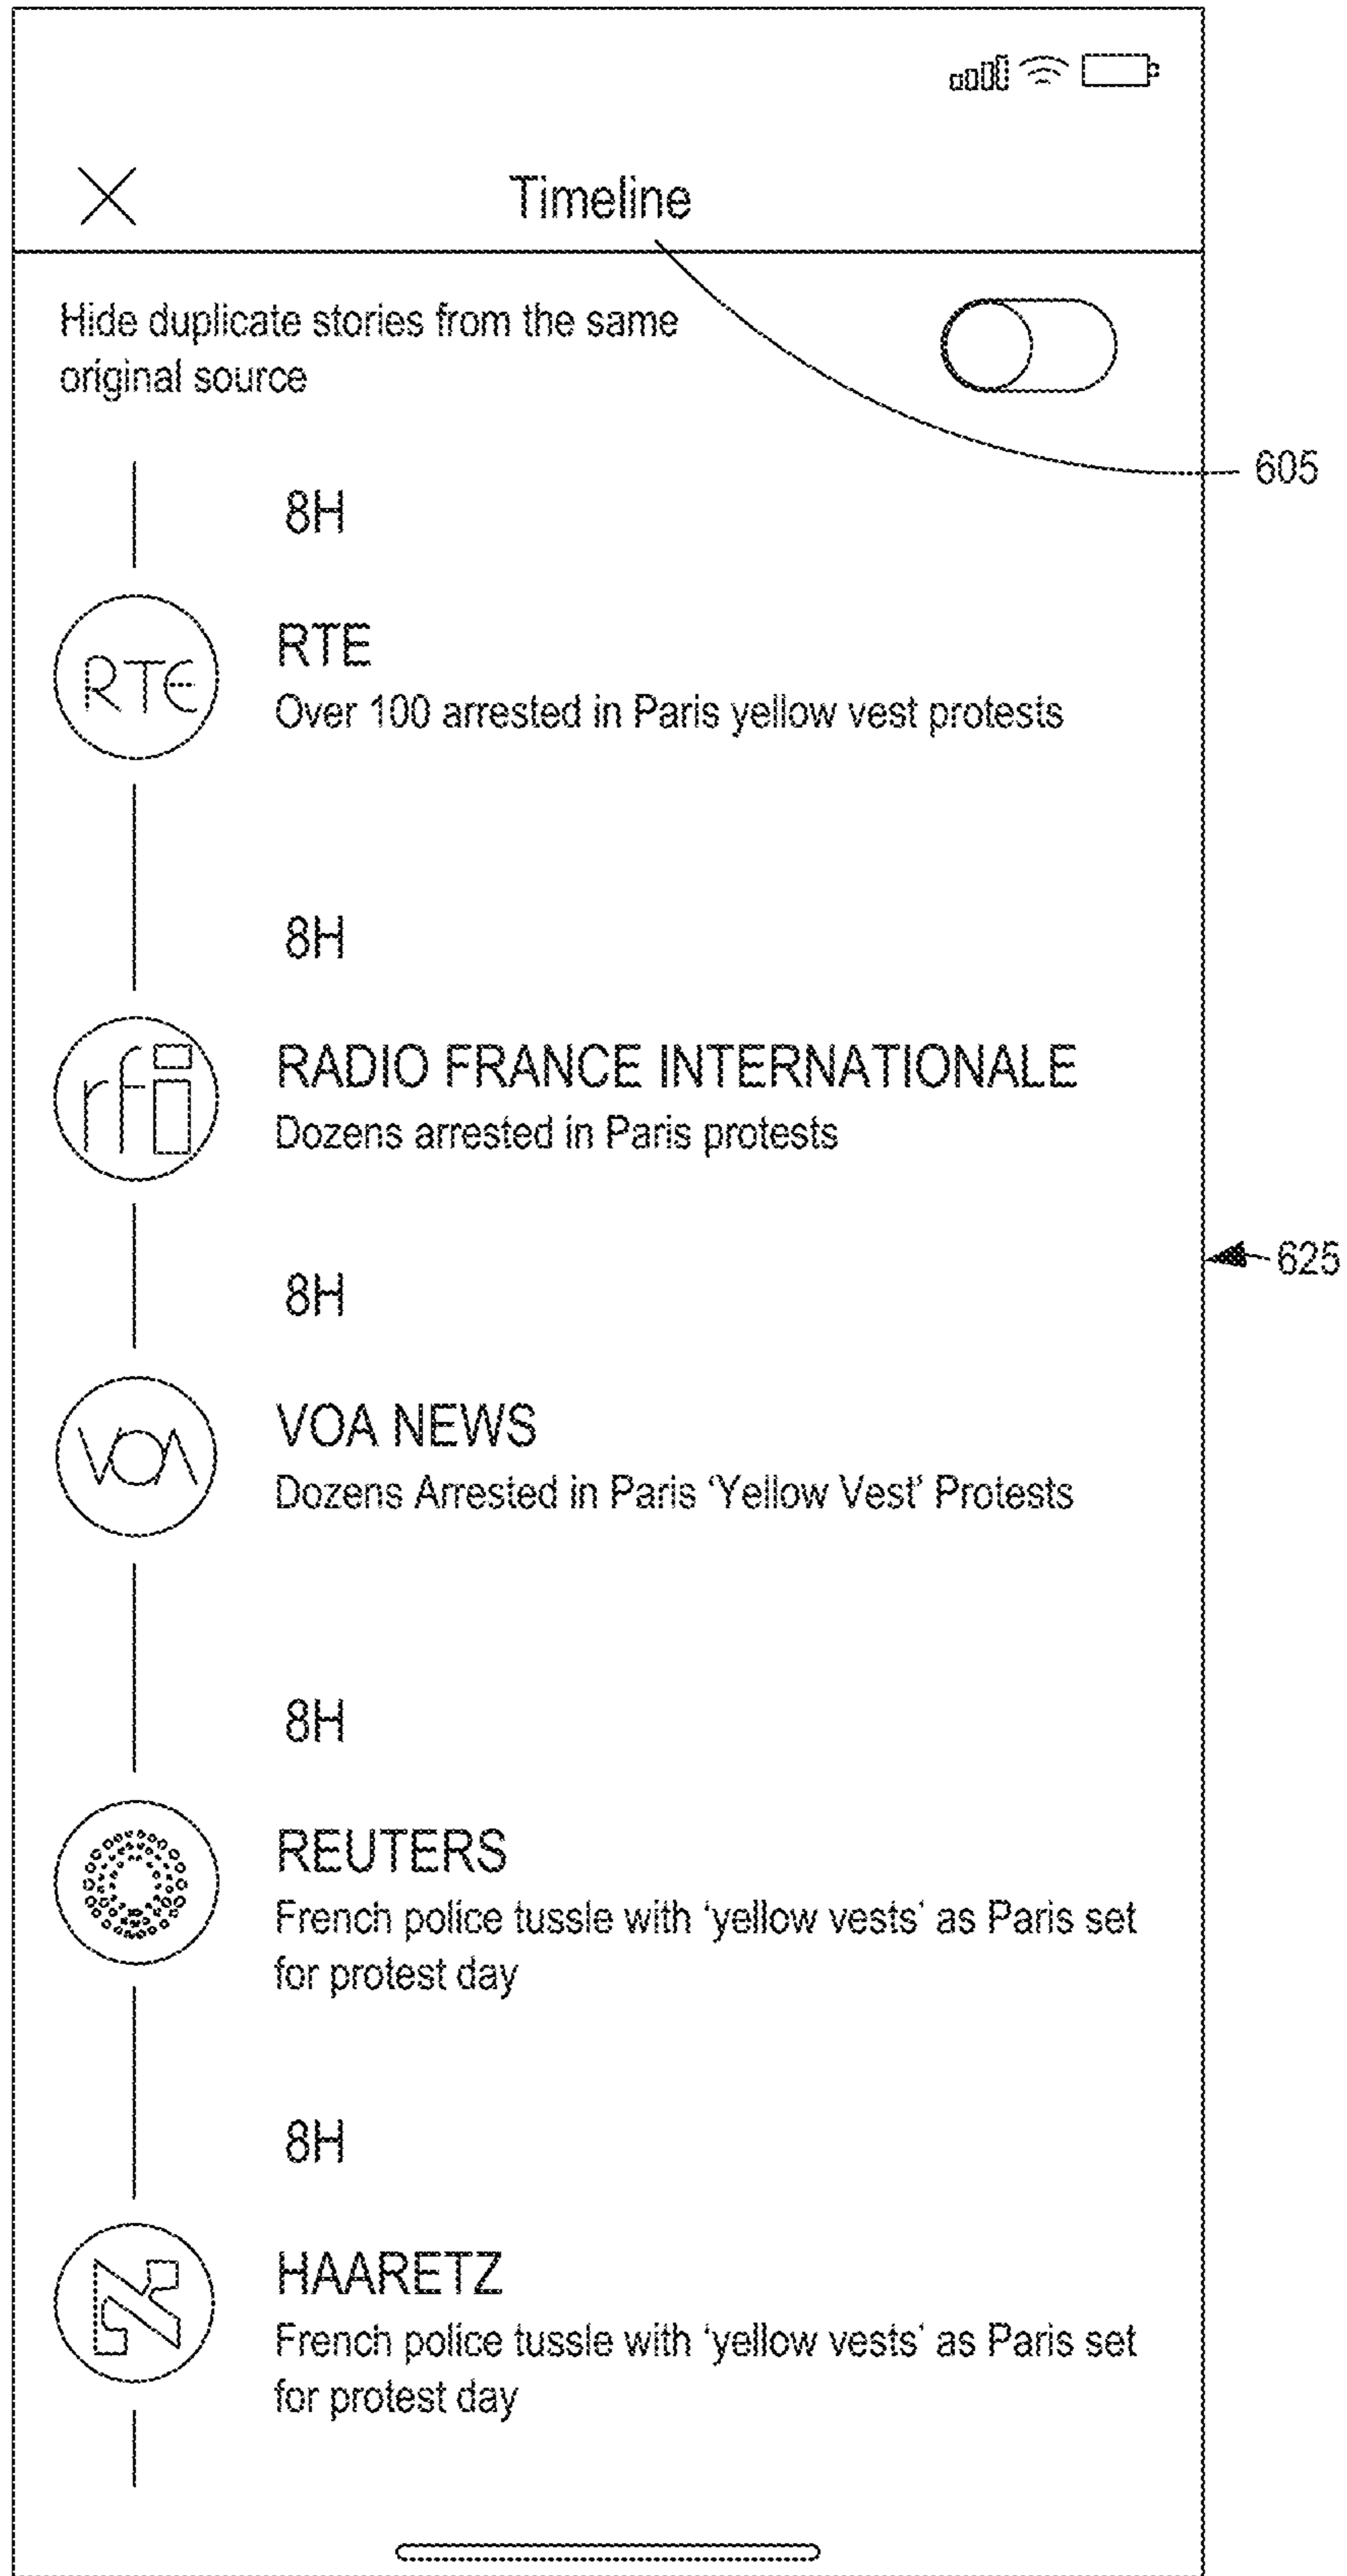 Timeline
Hide duplicate stories from the same
original source
605
8H
RTE
RTE
Over 100 arrested in Paris yellow vest protests
8H
rfi
RADIO FRANCE INTERNATIONALE
Dozens arrested in Paris protests
625
8H
VOA
VOA NEWS
Dozens Arrested in Paris ‘Yellow Vest’ Protests
8H
REUTERS
French police tussle with ‘yellow vests’ as Paris set
for protest day
8H
א
HAARETZ
French police tussle with ‘yellow vests’ as Paris set
for protest day